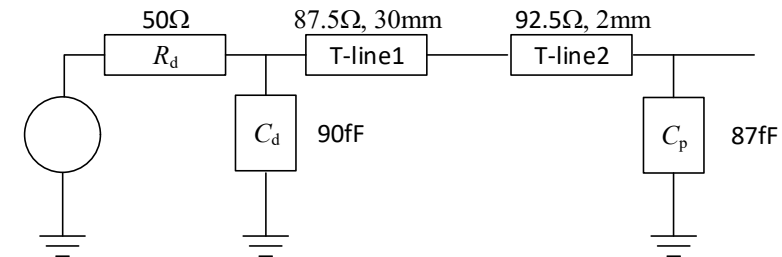 50Ω
87.5Ω, 30mm
92.5Ω, 2mm
Rd
T-line1
T-line2
Cd
90fF
Cp
87fF